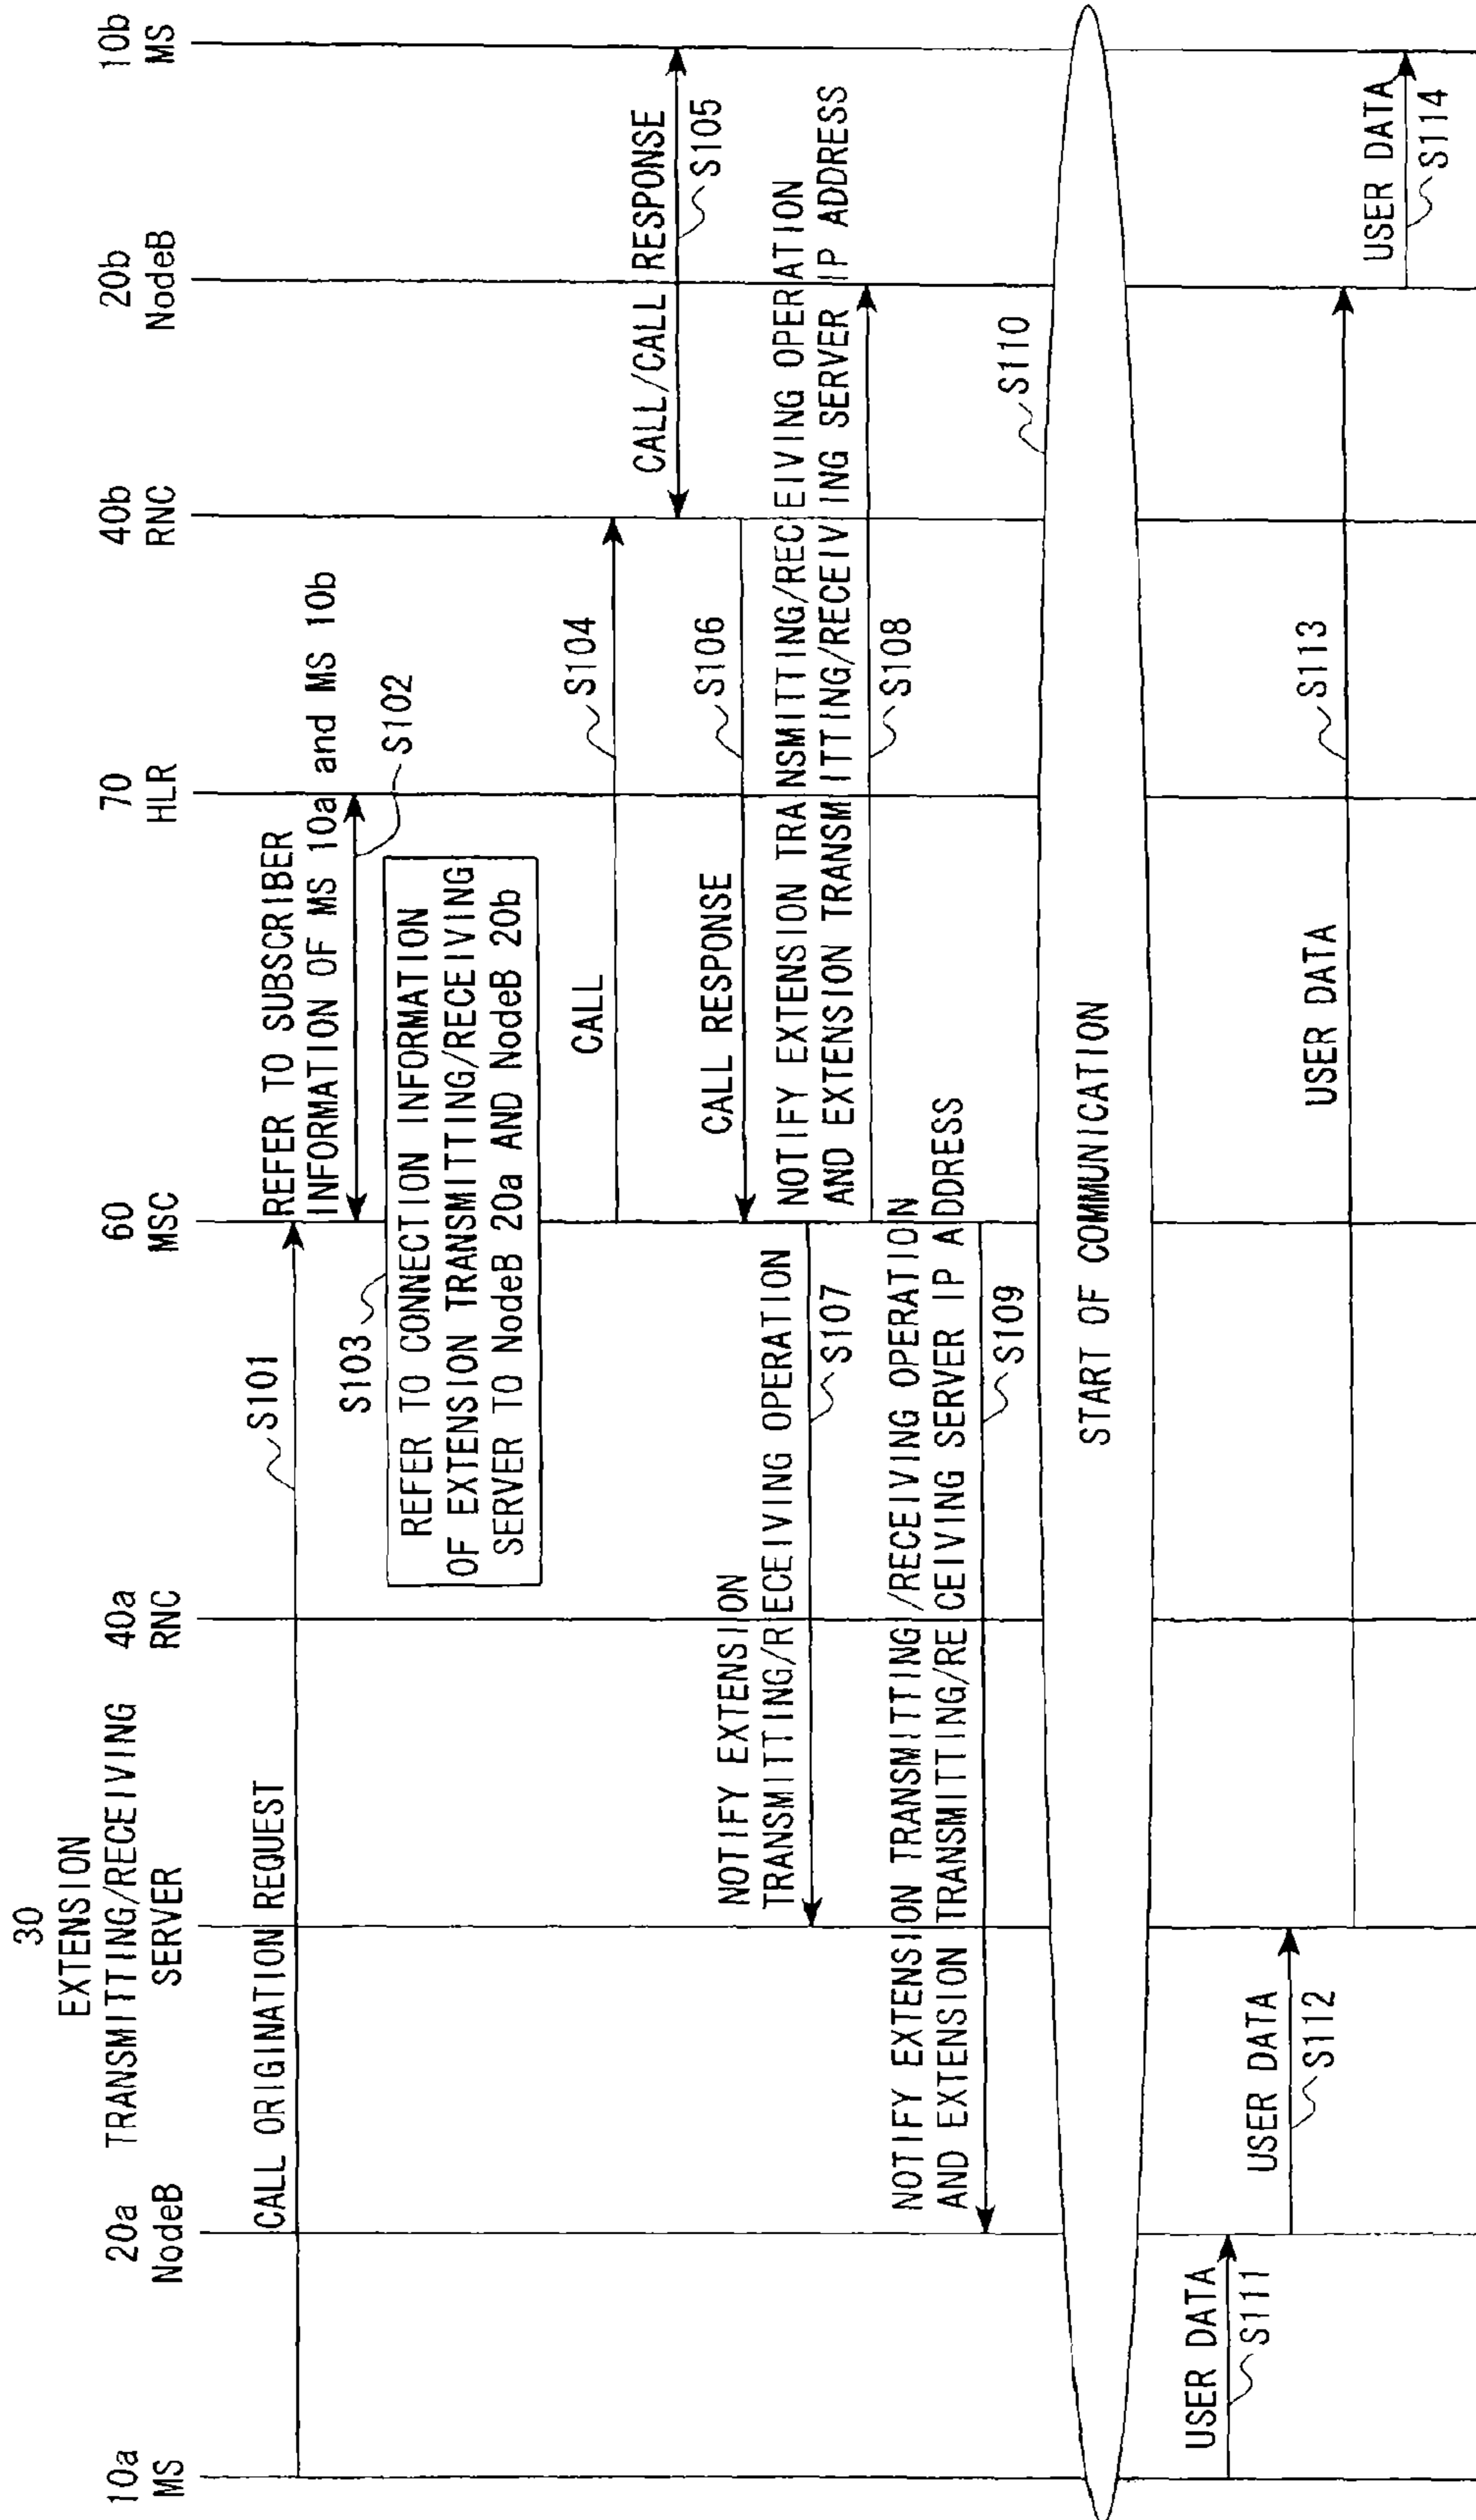 10a
MS
20a
NodeB
30
EXTENSION
TRANSMITTING/RECEIVING
SERVER
40a
RNC
60
MSC
70
HLR
40b
RNC
20b
NodeB
10b
MS
CALL ORIGINATION REQUEST
S101
REFER TO SUBSCRIBER
INFORMATION OF MS 10a and MS 10b
S102
S103
REFER TO CONNECTION INFORMATION
OF EXTENSION TRANSMITTING/RECEIVING
SERVER TO NodeB 20a AND NodeB 20b
CALL
S104
CALL/CALL RESPONSE
S105
CALL RESPONSE
S106
NOTIFY EXTENSION
TRANSMITTING/RECEIVING OPERATION
S107
NOTIFY EXTENSION TRANSMITTING/RECEIVING OPERATION
AND EXTENSION TRANSMITTING/RECEIVING SERVER IP ADDRESS
S108
NOTIFY EXTENSION TRANSMITTING/RECEIVING OPERATION
AND EXTENSION TRANSMITTING/RECEIVING SERVER IP ADDRESS
S109
S110
START OF COMMUNICATION
USER DATA
S111
USER DATA
S112
USER DATA
S113
USER DATA
S114